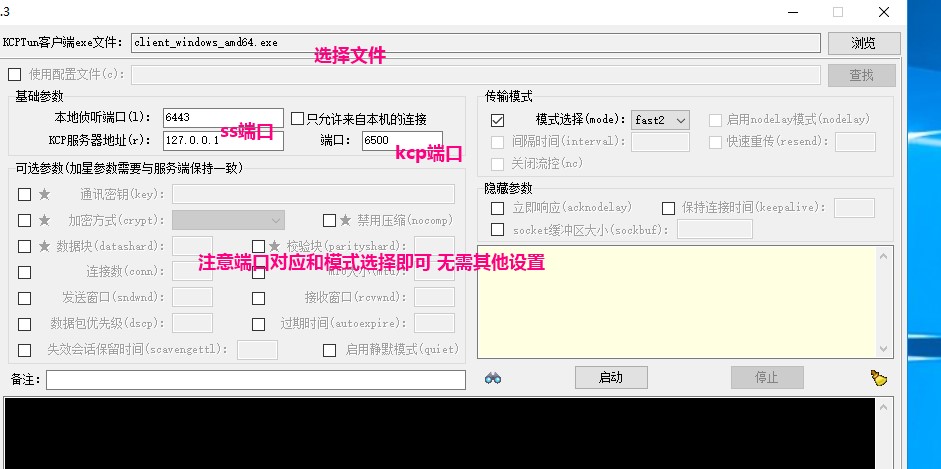 .3
KCPTun客户端exe文件: client_windows_amd64.exe 浏览
选择文件
使用配置文件(c): 查找
基础参数
本地侦听端口(l): 6443 只允许来自本机的连接
KCP服务器地址(r): 127.0.0.1 端口: 6500
ss端口
kcp端口
可选参数(加星参数需要与服务端保持一致)
★ 通讯密钥(key):
★ 加密方式(crypt): ★ 禁用压缩(nocomp)
★ 数据块(datashard): ★ 校验块(parityshard):
注意端口对应和模式选择即可 无需其他设置
连接数(conn):
发送窗口(sndwnd): 接收窗口(rcvwnd):
数据包优先级(dscp): 过期时间(autoexpire):
失效会话保留时间(scavengettl): 启用静默模式(quiet)
备注:
传输模式
模式选择(mode): fast2 启用nodelay模式(nodelay)
间隔时间(interval): 快速重传(resend):
关闭流控(nc)
隐藏参数
立即响应(acknodelay) 保持连接时间(keepalive):
socket缓冲区大小(sockbuf):
启动 停止